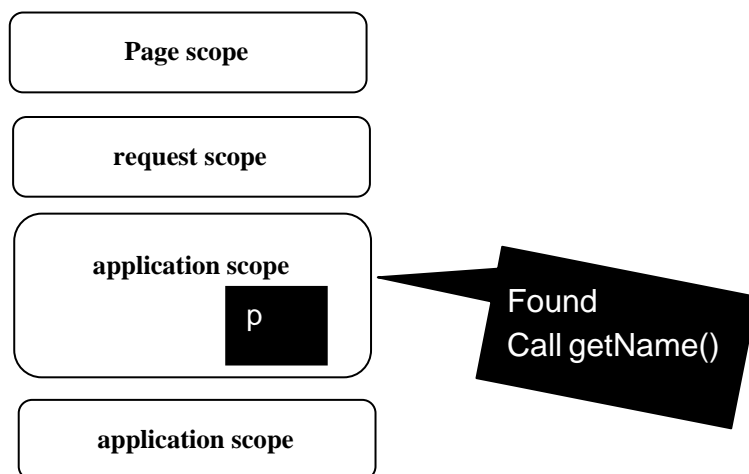 Page scope
request scope
application scope
p
Found
Call getName()
application scope